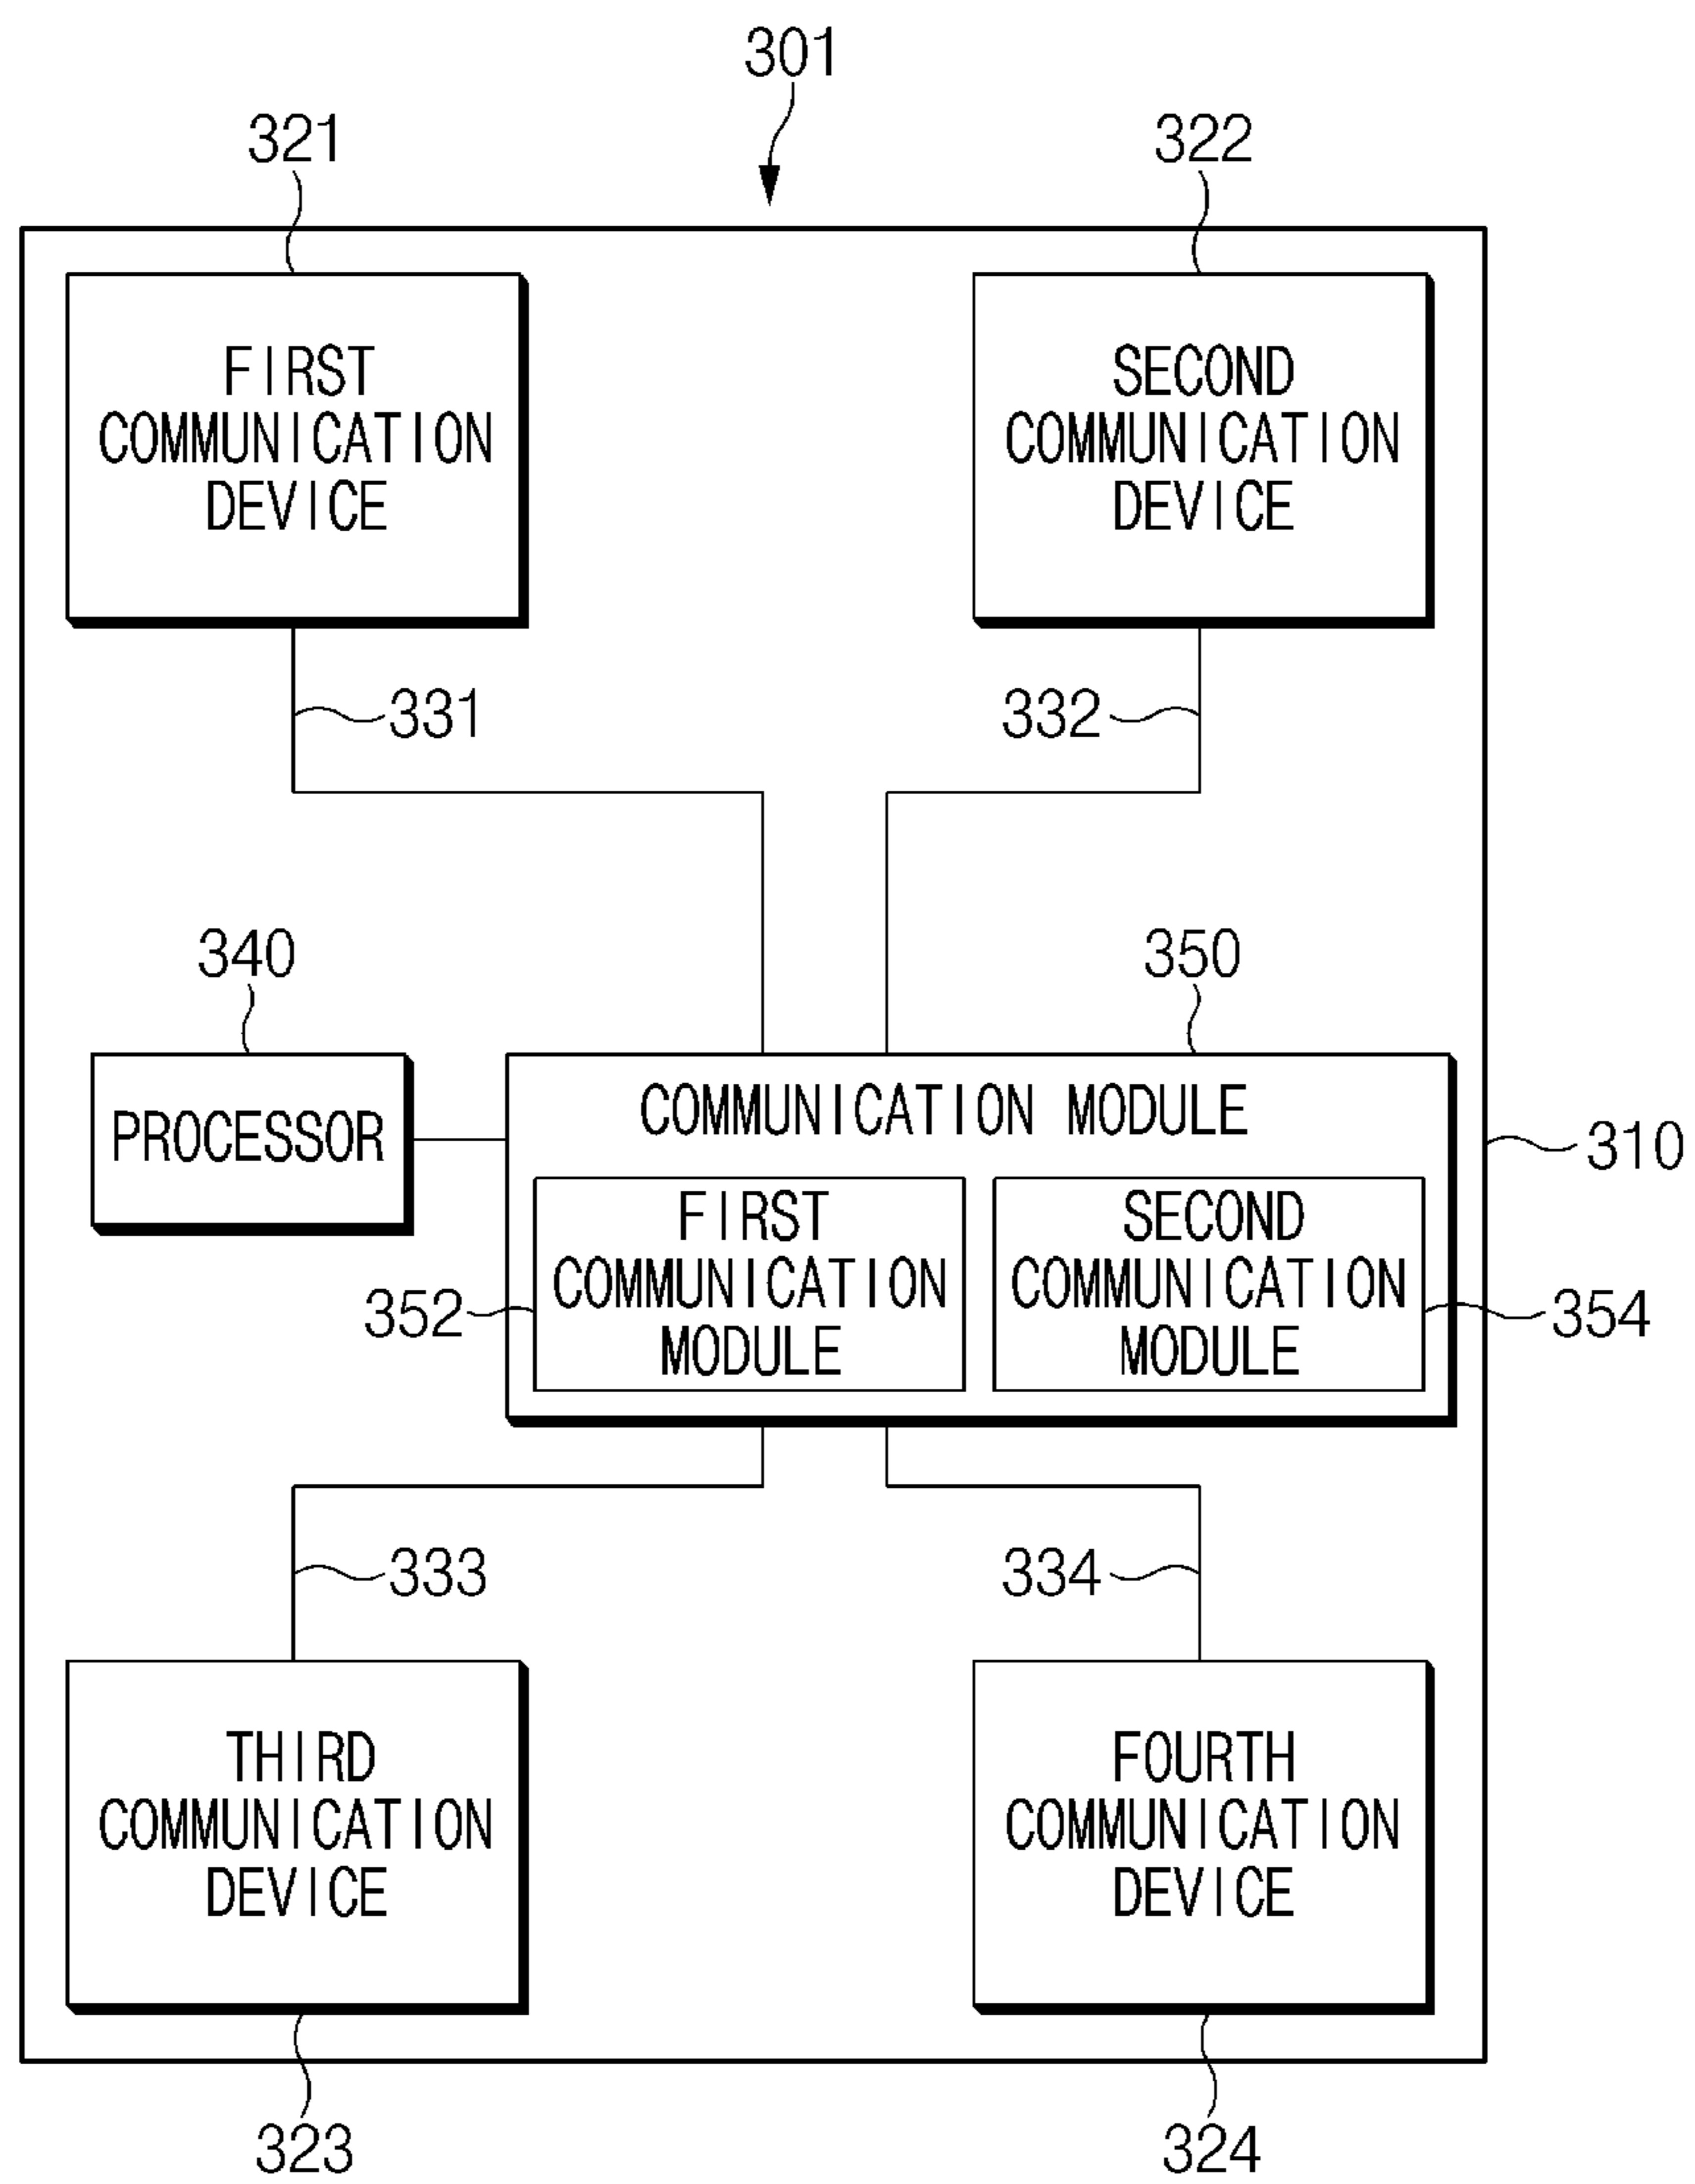 301
321
322
FIRST
COMMUNICATION
DEVICE
SECOND
COMMUNICATION
DEVICE
331
332
340
350
PROCESSOR
COMMUNICATION MODULE
310
FIRST
COMMUNICATION
MODULE
SECOND
COMMUNICATION
MODULE
352
354
333
334
THIRD
COMMUNICATION
DEVICE
FOURTH
COMMUNICATION
DEVICE
323
324